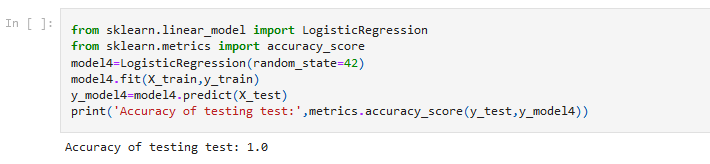 In [ ]:
from sklearn.linear_model import LogisticRegression
from sklearn.metrics import accuracy_score
model4=LogisticRegression(random_state=42)
model4.fit(X_train,y_train)
y_model4=model4.predict(X_test)
print('Accuracy of testing test:',metrics.accuracy_score(y_test,y_model4))
Accuracy of testing test: 1.0